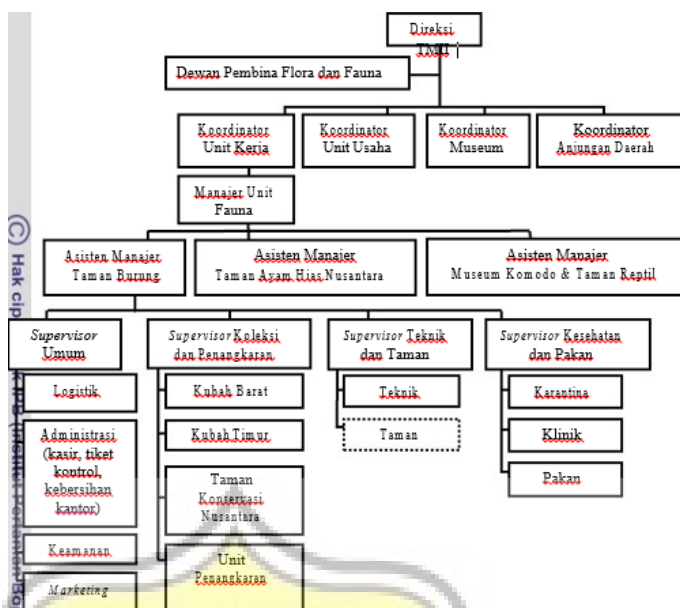 Direksi
TMII
Dewan Pembina Flora dan Fauna
Koordinator
Unit Kerja
Koordinator
Unit Usaha
Koordinator
Museum
Koordinator
Anjungan Daerah
Manajer Unit
Fauna
Asisten Manajer
Taman Burung
Asisten Manajer
Taman Ayam Hias Nusantara
Asisten Manajer
Museum Komodo & Taman Reptil
Supervisor
Umum
Supervisor Koleksi
dan Penangkaran
Supervisor Teknik
dan Taman
Supervisor Kesehatan
dan Pakan
Logistik
Administrasi
(kasir, tiket
kontrol,
kebersihan
kantor)
Keamanan
Marketing
Kubah Barat
Kubah Timur
Taman
Konservasi
Nusantara
Unit
Penangkaran
Teknik
Taman
Karantina
Klinik
Pakan
© Hak cip